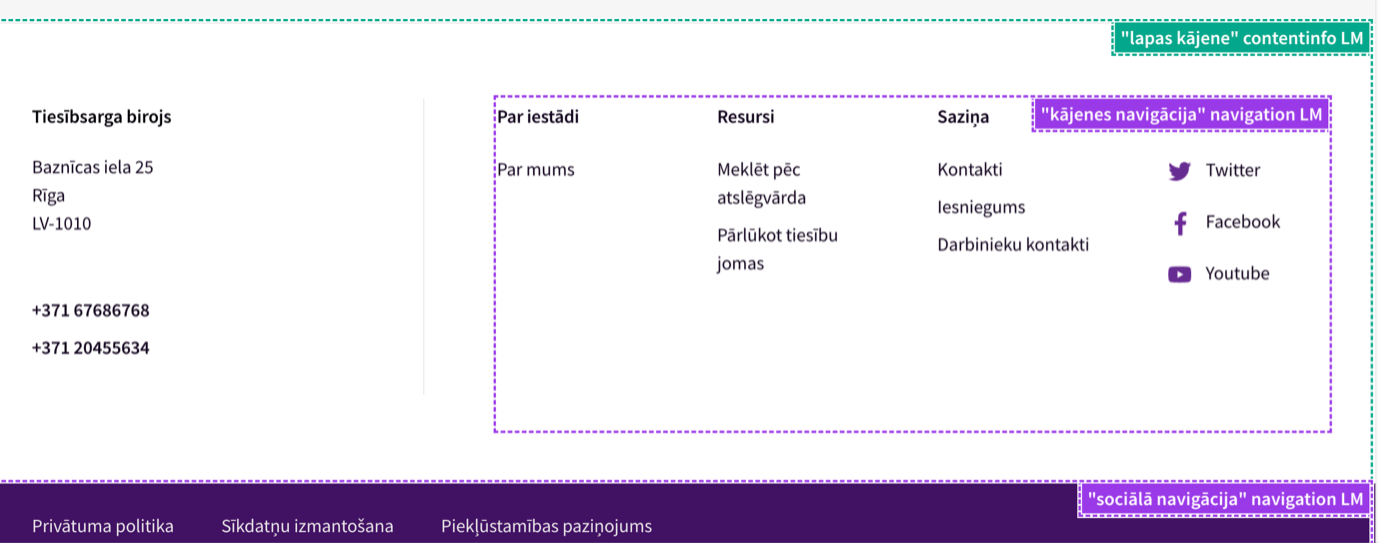 "lapas kājene" contentinfo LM
Tiesībsarga birojs
Baznīcas iela 25
Rīga
LV-1010
+371 67686768
+371 20455634
"kājenes navigācija" navigation LM
Par iestādi
Par mums
Resursi
Meklēt pēc
atslēgvārda
Pārlūkot tiesību
jomas
Saziņa
Kontakti
Iesniegums
Darbinieku kontakti
Twitter
Facebook
Youtube
"sociālā navigācija" navigation LM
Privātuma politika
Sīkdatņu izmantošana
Piekļūstamības paziņojums